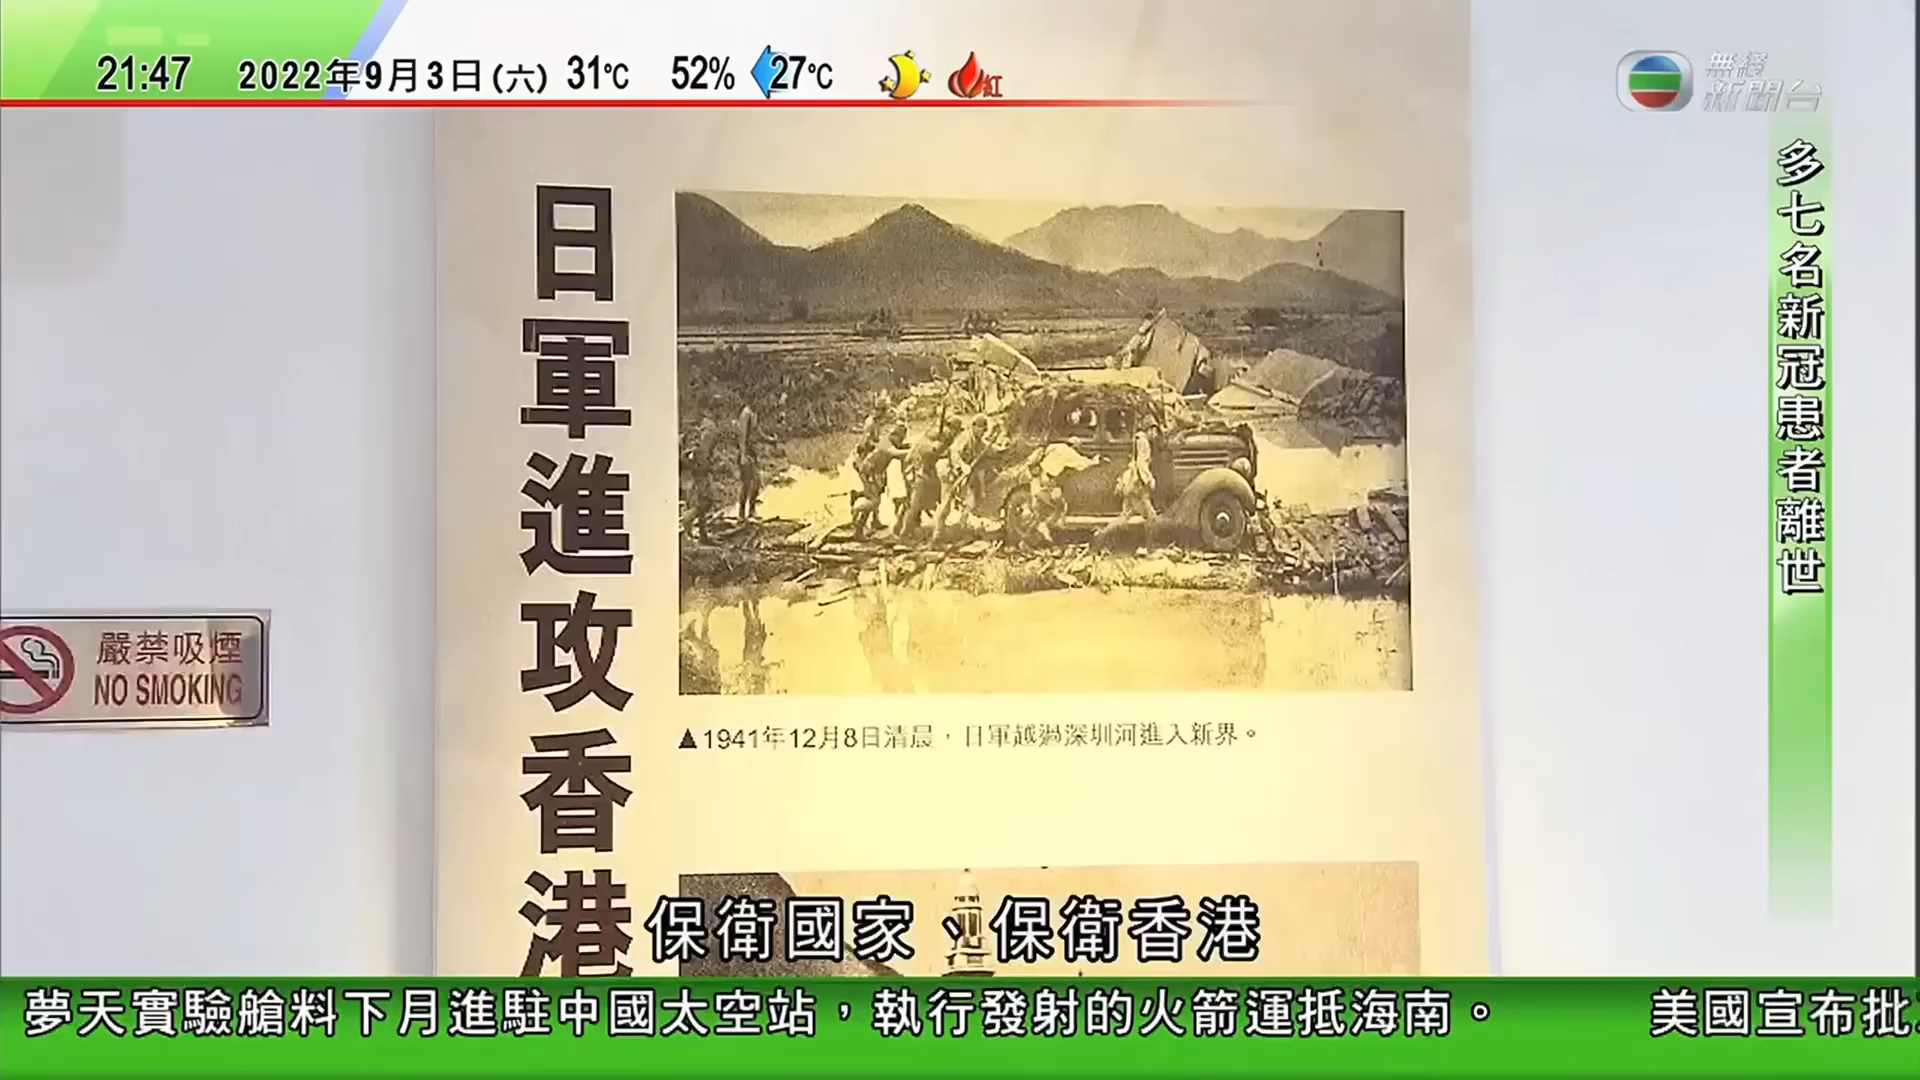 21:47 2022年9月3日(六) 31℃ 52% 27℃ 紅
無綫
新聞台
多七名新冠患者離世
日軍進攻香港
▲1941年12月8日清晨，日軍越過深圳河進入新界。
嚴禁吸煙
NO SMOKING
保衛國家、保衛香港
夢天實驗艙料下月進駐中國太空站，執行發射的火箭運抵海南。 美國宣布批